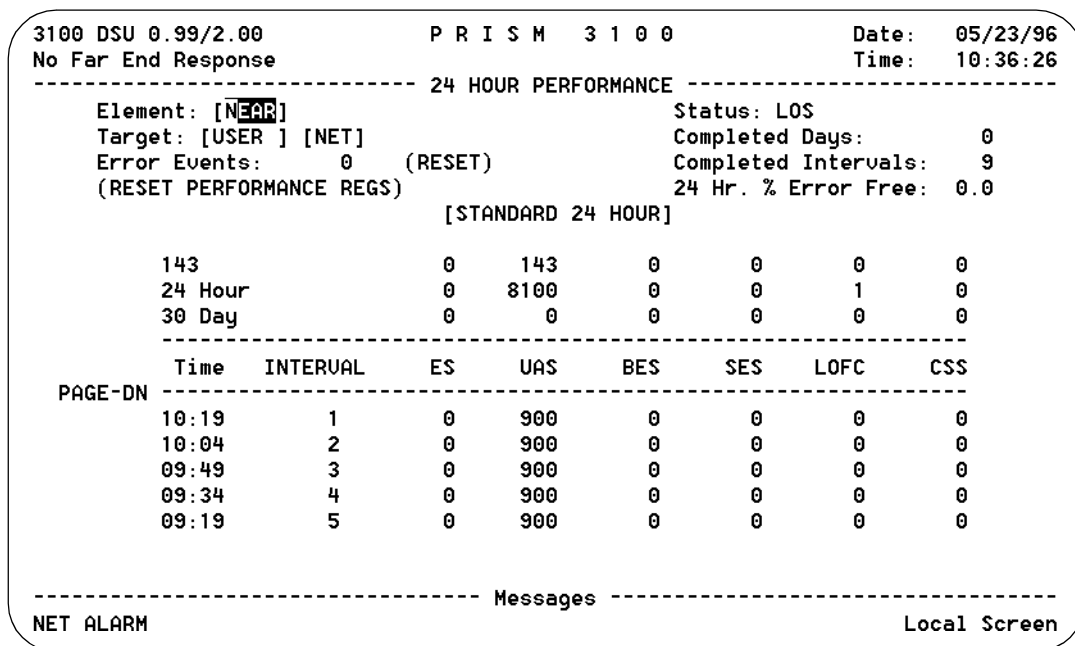 3100 DSU 0.99/2.00 P R I S M 3 1 0 0 Date: 05/23/96
No Far End Response Time: 10:36:26
24 HOUR PERFORMANCE
Element: [NEAR] Status: LOS
Target: [USER ] [NET] Completed Days: 0
Error Events: 0 (RESET) Completed Intervals: 9
(RESET PERFORMANCE REGS) 24 Hr. % Error Free: 0.0
[STANDARD 24 HOUR]
143 0 143 0 0 0 0
24 Hour 0 8100 0 0 1 0
30 Day 0 0 0 0 0 0
Time INTERVAL ES UAS BES SES LOFC CSS
PAGE-DN
10:19 1 0 900 0 0 0 0
10:04 2 0 900 0 0 0 0
09:49 3 0 900 0 0 0 0
09:34 4 0 900 0 0 0 0
09:19 5 0 900 0 0 0 0
Messages
NET ALARM Local Screen